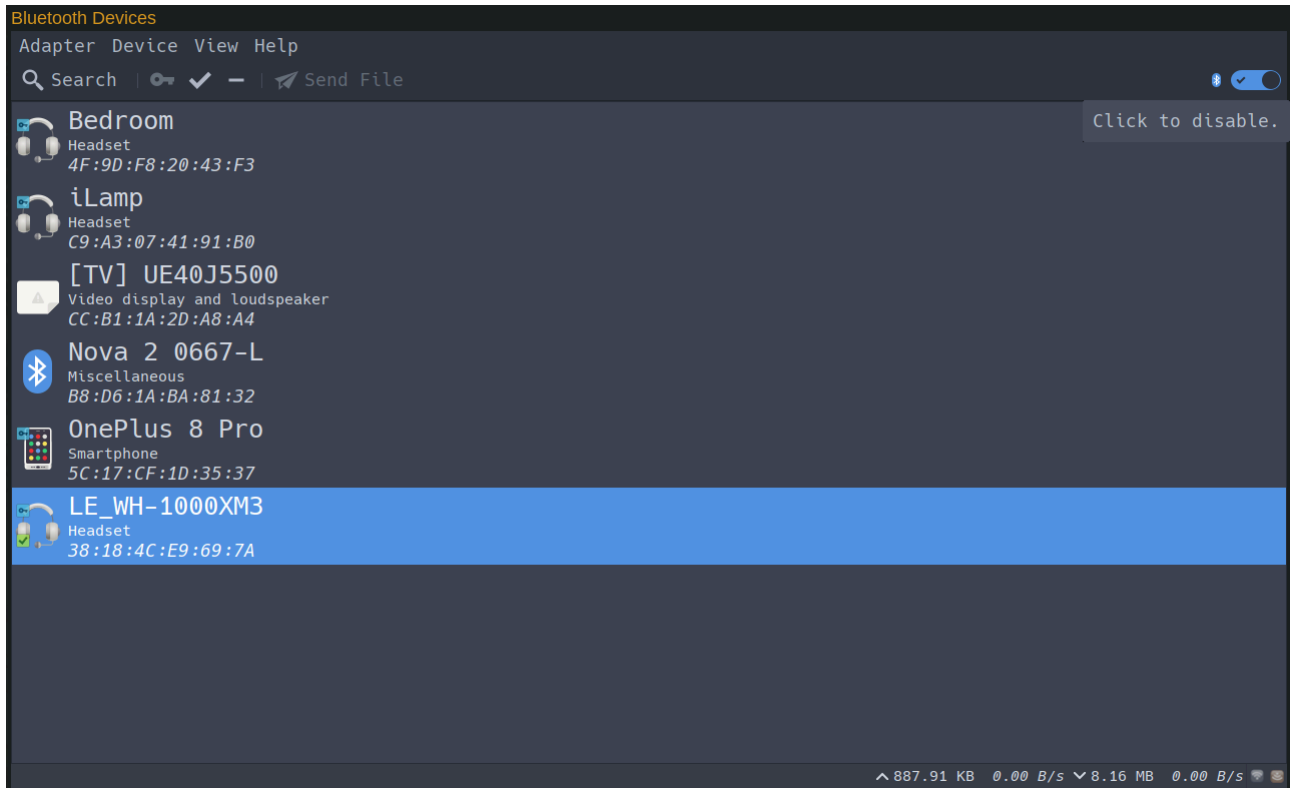 Bluetooth Devices
Adapter Device View Help
Search Send File
Click to disable.
Bedroom
Headset
4F:9D:F8:20:43:F3
iLamp
Headset
C9:A3:07:41:91:B0
[TV] UE40J5500
Video display and loudspeaker
CC:B1:1A:2D:A8:A4
Nova 2 0667-L
Miscellaneous
B8:D6:1A:BA:81:32
OnePlus 8 Pro
Smartphone
5C:17:CF:1D:35:37
LE_WH-1000XM3
Headset
38:18:4C:E9:69:7A
887.91 KB 0.00 B/s 8.16 MB 0.00 B/s